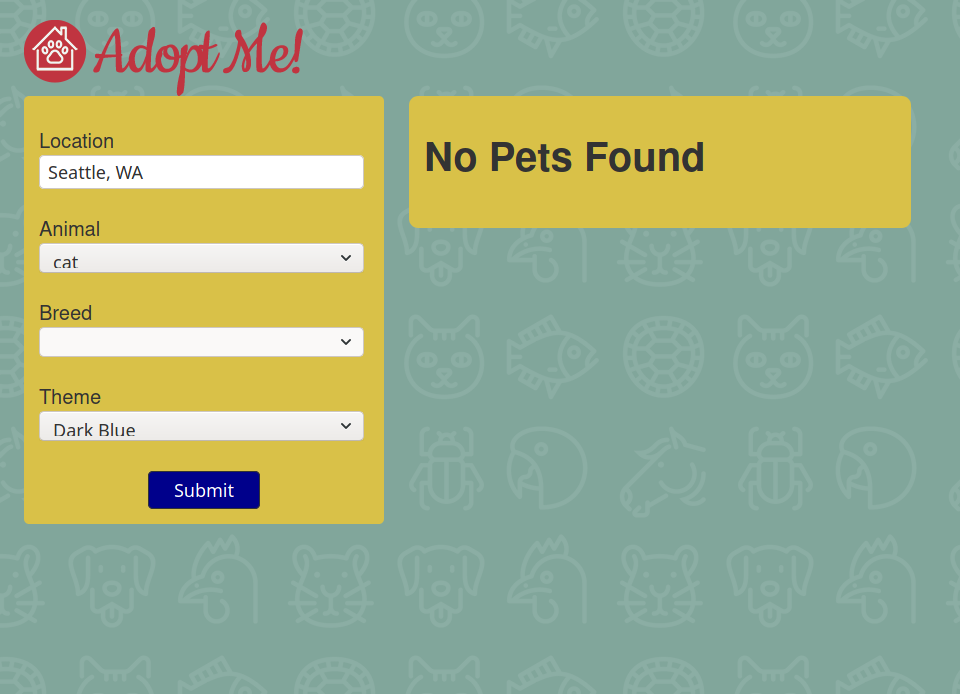 Adopt Me!
Location
Seattle, WA
Animal
cat
Breed
Theme
Dark Blue
Submit
No Pets Found